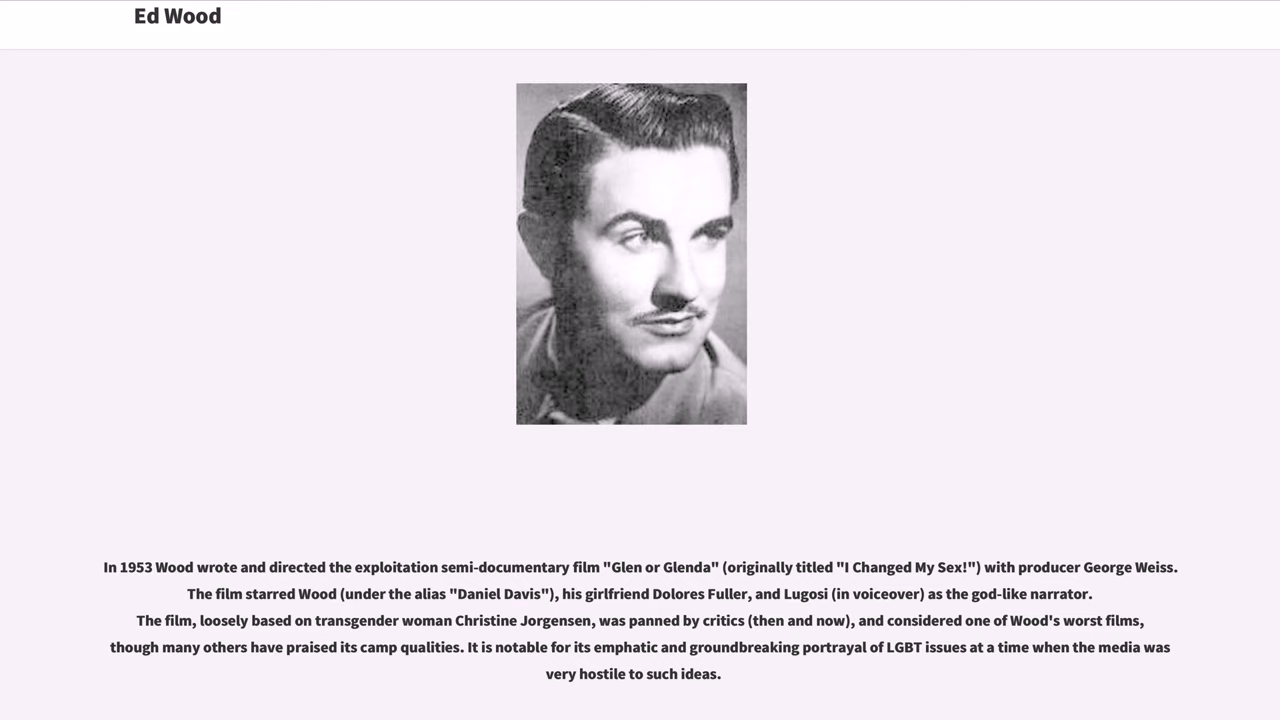 Ed Wood
In 1953 Wood wrote and directed the exploitation semi-documentary film "Glen or Glenda" (originally titled "I Changed My Sex!") with producer George Weiss.
The film starred Wood (under the alias "Daniel Davis"), his girlfriend Dolores Fuller, and Lugosi (in voiceover) as the god-like narrator.
The film, loosely based on transgender woman Christine Jorgensen, was panned by critics (then and now), and considered one of Wood's worst films,
though many others have praised its camp qualities. It is notable for its emphatic and groundbreaking portrayal of LGBT issues at a time when the media was
very hostile to such ideas.